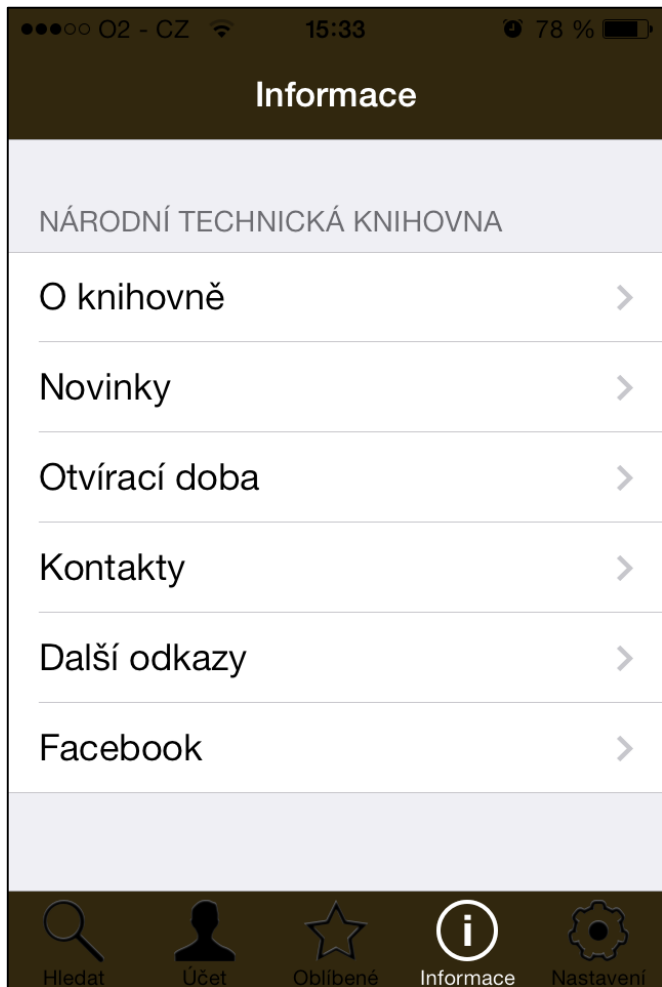 O2 - CZ 15:33 78 %
Informace
NÁRODNÍ TECHNICKÁ KNIHOVNA
O knihovně
Novinky
Otvírací doba
Kontakty
Další odkazy
Facebook
Hledat Účet Oblíbené Informace Nastavení